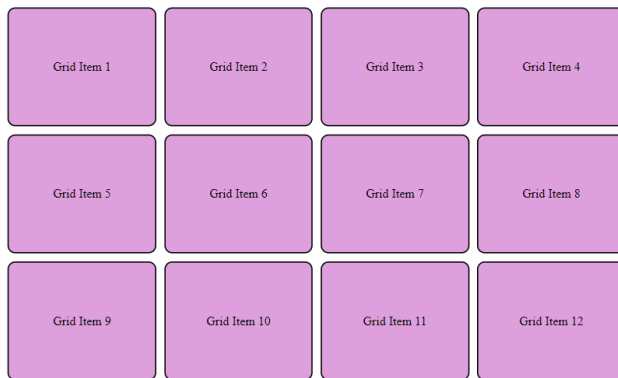 Grid Item 1
Grid Item 2
Grid Item 3
Grid Item 4
Grid Item 5
Grid Item 6
Grid Item 7
Grid Item 8
Grid Item 9
Grid Item 10
Grid Item 11
Grid Item 12